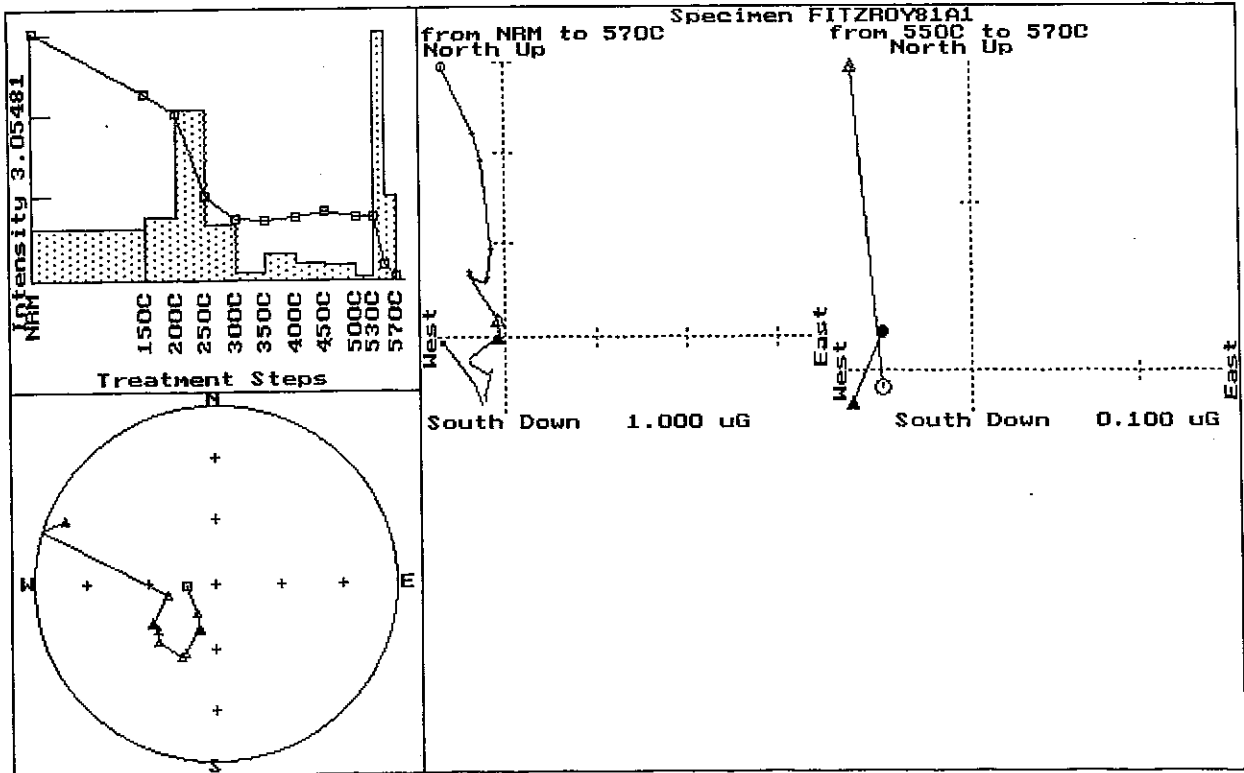 Specimen FITZROY81A1
from NRM to 570C
North Up
from 550C to 570C
North Up
Intensity 3.05481
NRM
150C
200C
250C
300C
350C
400C
450C
500C
530C
570C
Treatment Steps
West
East
South Down 1.000 uG
West
East
South Down 0.100 uG
N
W
E
S